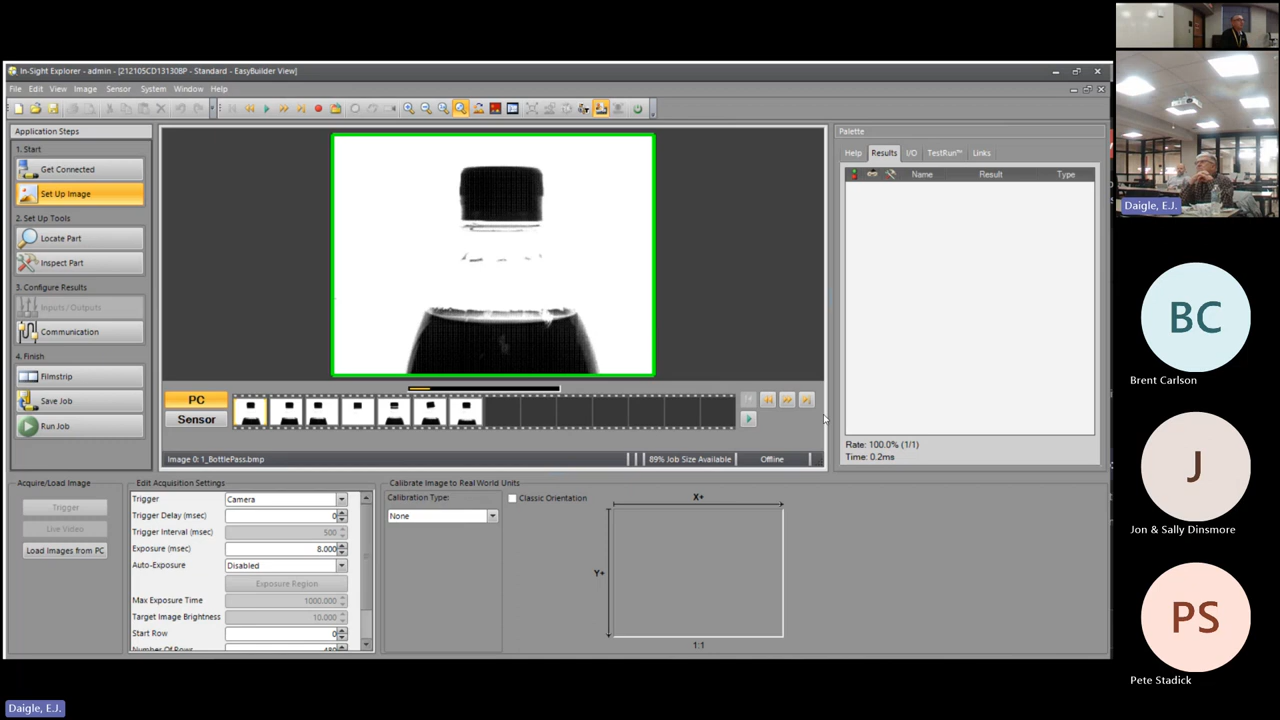 In-Sight Explorer - admin - [212105CD13130BP - Standard - EasyBuilder View]
File Edit View Image Sensor System Window Help
Application Steps
1. Start
Get Connected
Set Up Image
2. Set Up Tools
Locate Part
Inspect Part
3. Configure Results
Inputs / Outputs
Communication
4. Finish
Filmstrip
Save Job
Run Job
PC
Sensor
Image 0: 1_BottlePass.bmp
89% Job Size Available
Offline
Palette
Help Results I/O TestRun™ Links
Name Result Type
Rate: 100.0% (1/1)
Time: 0.2ms
Acquire/Load Image
Trigger
Live Video
Load Images from PC
Edit Acquisition Settings
Trigger Camera
Trigger Delay (msec) 0
Trigger Interval (msec) 500
Exposure (msec) 8.000
Auto-Exposure Disabled
Exposure Region
Max Exposure Time 1000.000
Target Image Brightness 10.000
Start Row 0
Number Of Rows 480
Calibrate Image to Real World Units
Calibration Type:
None
Classic Orientation
X+
Y+
1:1
Daigle, E.J.
BC
Brent Carlson
J
Jon & Sally Dinsmore
PS
Pete Stadick
Daigle, E.J.